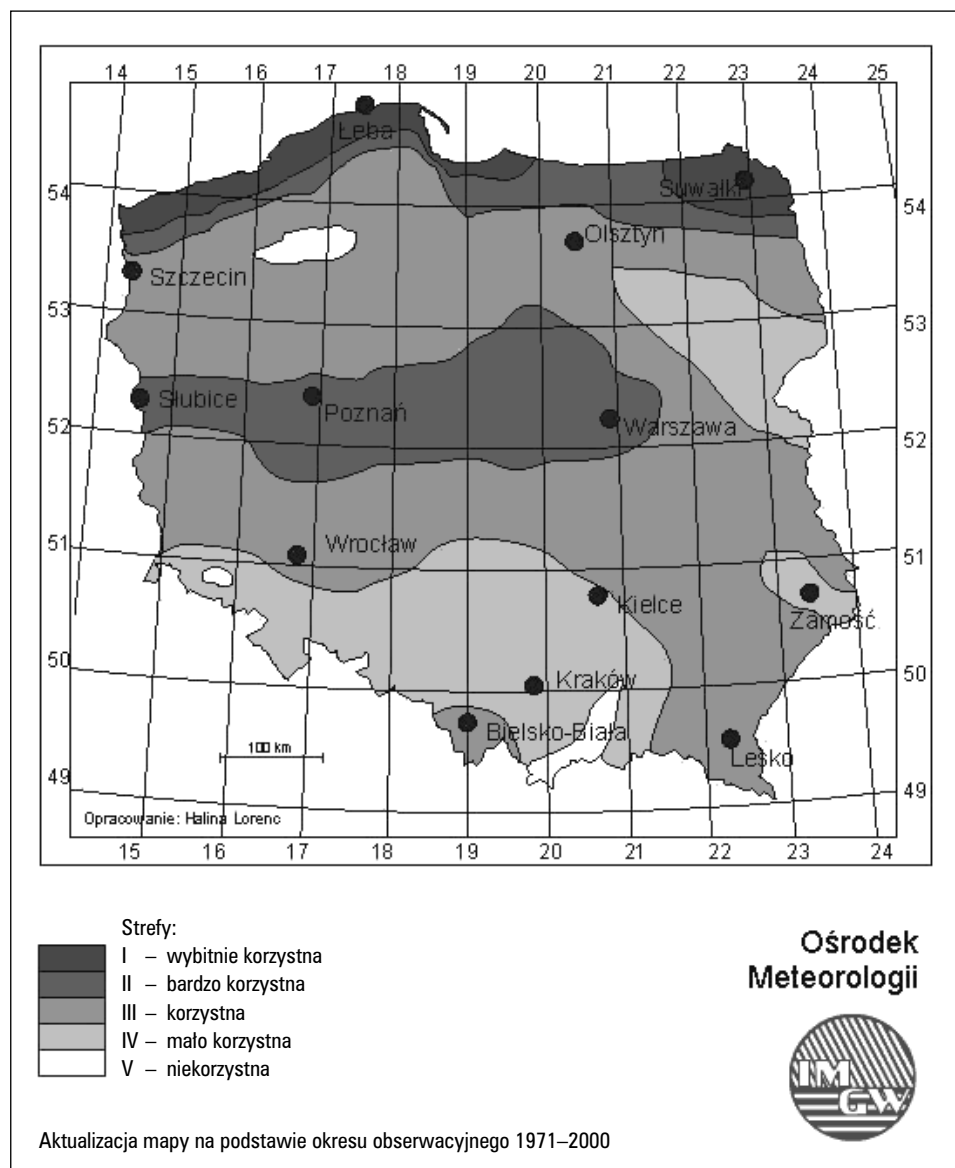 14 15 16 17 18 19 20 21 22 23 24 25
Łeba
54 Suwałki 54
Olsztyn
Szczecin
53 53
Słubice Poznań Warszawa
52 52
51 Wrocław 51
Kielce Zamość
50 Kraków 50
Bielsko-Biała Lesko
100 km
49 49
Opracowanie: Halina Lorenc
15 16 17 18 19 20 21 22 23 24
Strefy:
I – wybitnie korzystna
II – bardzo korzystna
III – korzystna
IV – mało korzystna
V – niekorzystna
Ośrodek
Meteorologii
IM
GW
Aktualizacja mapy na podstawie okresu obserwacyjnego 1971–2000